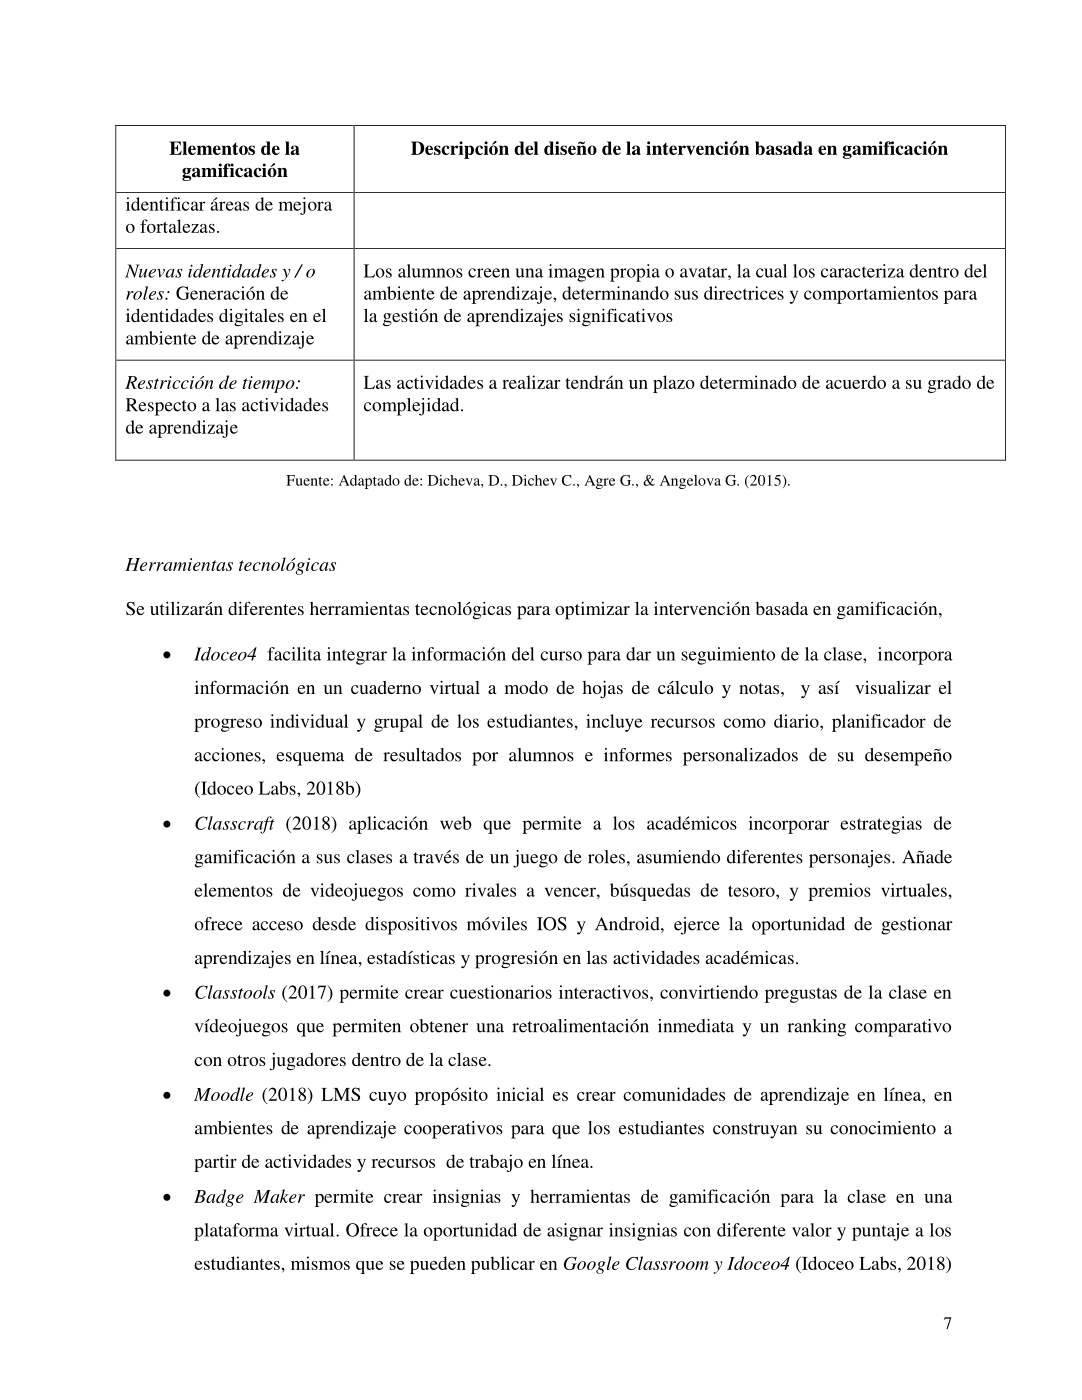 Elementos de la
gamificación
Descripción del diseño de la intervención basada en gamificación
identificar áreas de mejora
o fortalezas.
Nuevas identidades y / o
roles: Generación de
identidades digitales en el
ambiente de aprendizaje
Los alumnos creen una imagen propia o avatar, la cual los caracteriza dentro del
ambiente de aprendizaje, determinando sus directrices y comportamientos para
la gestión de aprendizajes significativos
Restricción de tiempo:
Respecto a las actividades
de aprendizaje
Las actividades a realizar tendrán un plazo determinado de acuerdo a su grado de
complejidad.
Fuente: Adaptado de: Dicheva, D., Dichev C., Agre G., & Angelova G. (2015).
Herramientas tecnológicas
Se utilizarán diferentes herramientas tecnológicas para optimizar la intervención basada en gamificación,
• Idoceo4 facilita integrar la información del curso para dar un seguimiento de la clase, incorpora
información en un cuaderno virtual a modo de hojas de cálculo y notas, y así visualizar el
progreso individual y grupal de los estudiantes, incluye recursos como diario, planificador de
acciones, esquema de resultados por alumnos e informes personalizados de su desempeño
(Idoceo Labs, 2018b)
• Classcraft (2018) aplicación web que permite a los académicos incorporar estrategias de
gamificación a sus clases a través de un juego de roles, asumiendo diferentes personajes. Añade
elementos de videojuegos como rivales a vencer, búsquedas de tesoro, y premios virtuales,
ofrece acceso desde dispositivos móviles IOS y Android, ejerce la oportunidad de gestionar
aprendizajes en línea, estadísticas y progresión en las actividades académicas.
• Classtools (2017) permite crear cuestionarios interactivos, convirtiendo pregustas de la clase en
vídeojuegos que permiten obtener una retroalimentación inmediata y un ranking comparativo
con otros jugadores dentro de la clase.
• Moodle (2018) LMS cuyo propósito inicial es crear comunidades de aprendizaje en línea, en
ambientes de aprendizaje cooperativos para que los estudiantes construyan su conocimiento a
partir de actividades y recursos de trabajo en línea.
• Badge Maker permite crear insignias y herramientas de gamificación para la clase en una
plataforma virtual. Ofrece la oportunidad de asignar insignias con diferente valor y puntaje a los
estudiantes, mismos que se pueden publicar en Google Classroom y Idoceo4 (Idoceo Labs, 2018)
7